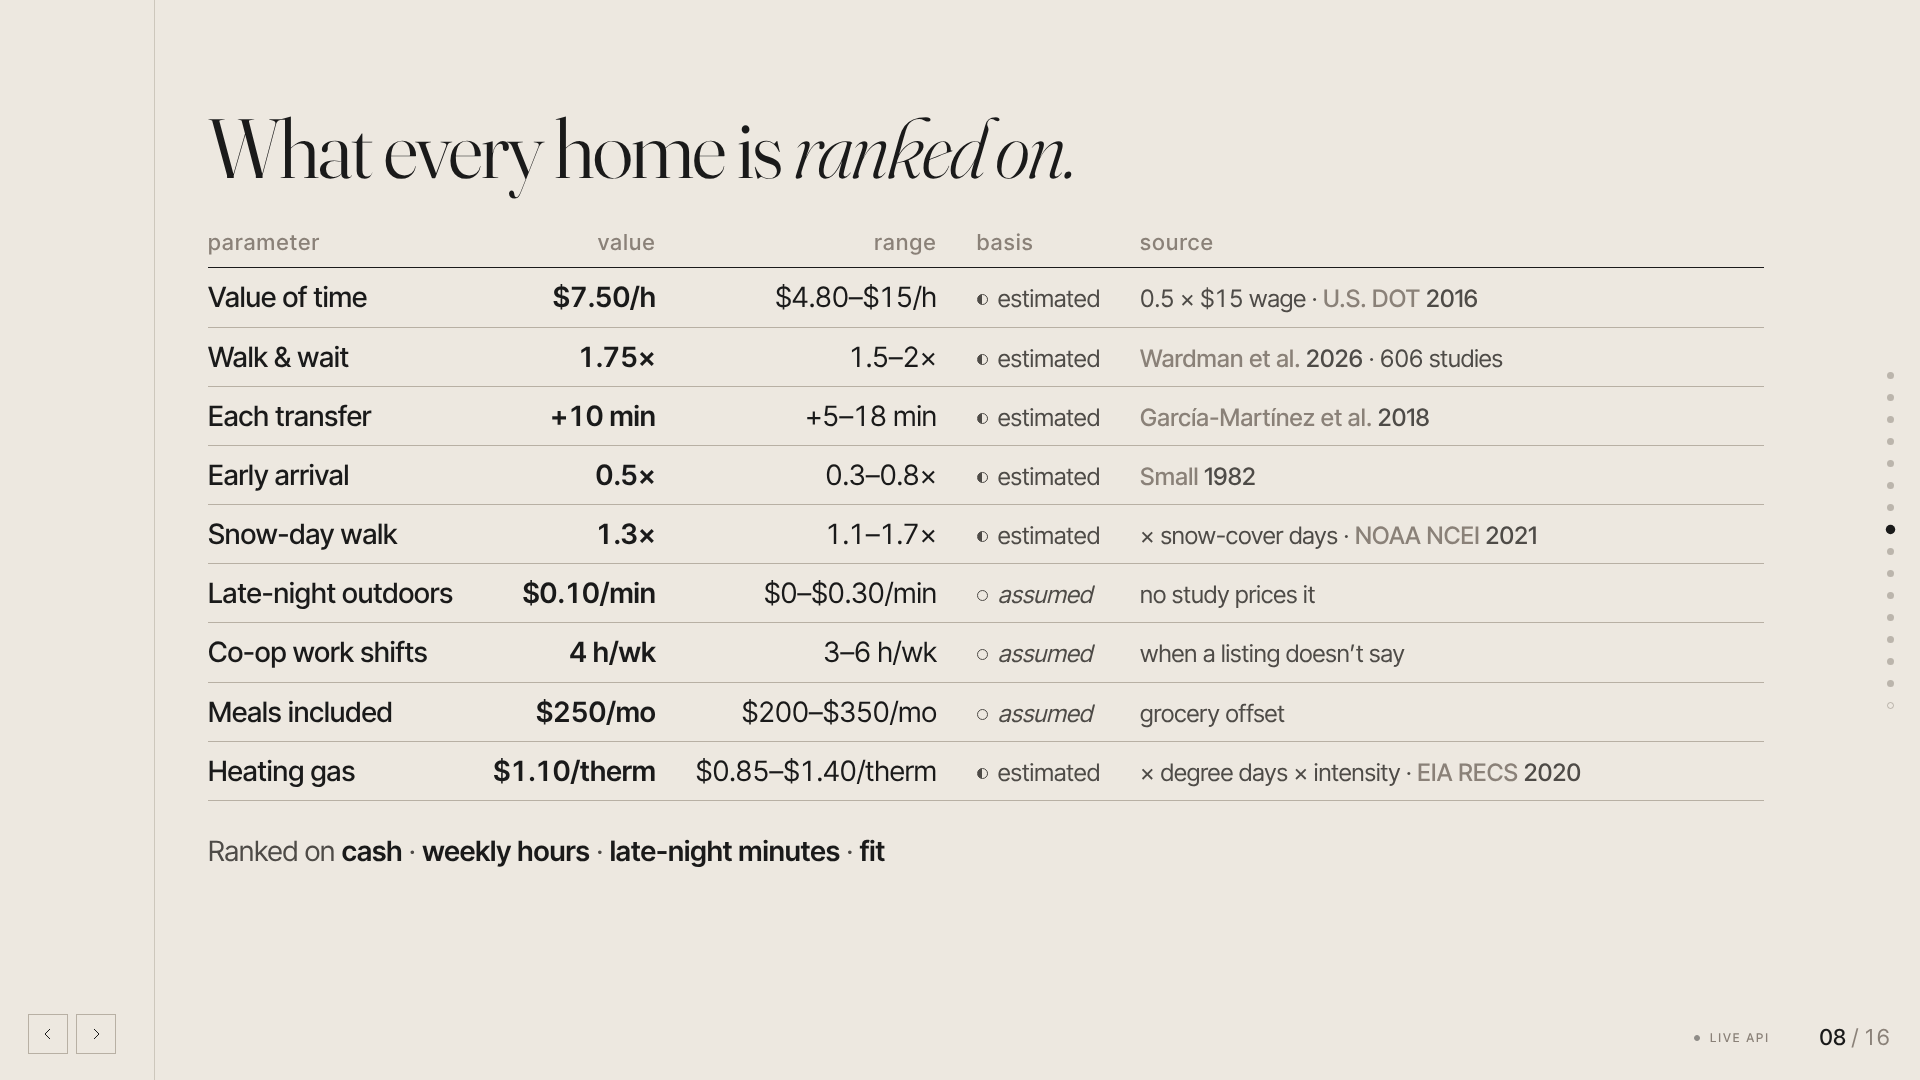 What every home is ranked on.
parameter value range basis source
Value of time $7.50/h $4.80–$15/h estimated 0.5 × $15 wage · U.S. DOT 2016
Walk & wait 1.75× 1.5–2× estimated Wardman et al. 2026 · 606 studies
Each transfer +10 min +5–18 min estimated García-Martínez et al. 2018
Early arrival 0.5× 0.3–0.8× estimated Small 1982
Snow-day walk 1.3× 1.1–1.7× estimated × snow-cover days · NOAA NCEI 2021
Late-night outdoors $0.10/min $0–$0.30/min assumed no study prices it
Co-op work shifts 4 h/wk 3–6 h/wk assumed when a listing doesn’t say
Meals included $250/mo $200–$350/mo assumed grocery offset
Heating gas $1.10/therm $0.85–$1.40/therm estimated × degree days × intensity · EIA RECS 2020
Ranked on cash · weekly hours · late-night minutes · fit
LIVE API 08 / 16